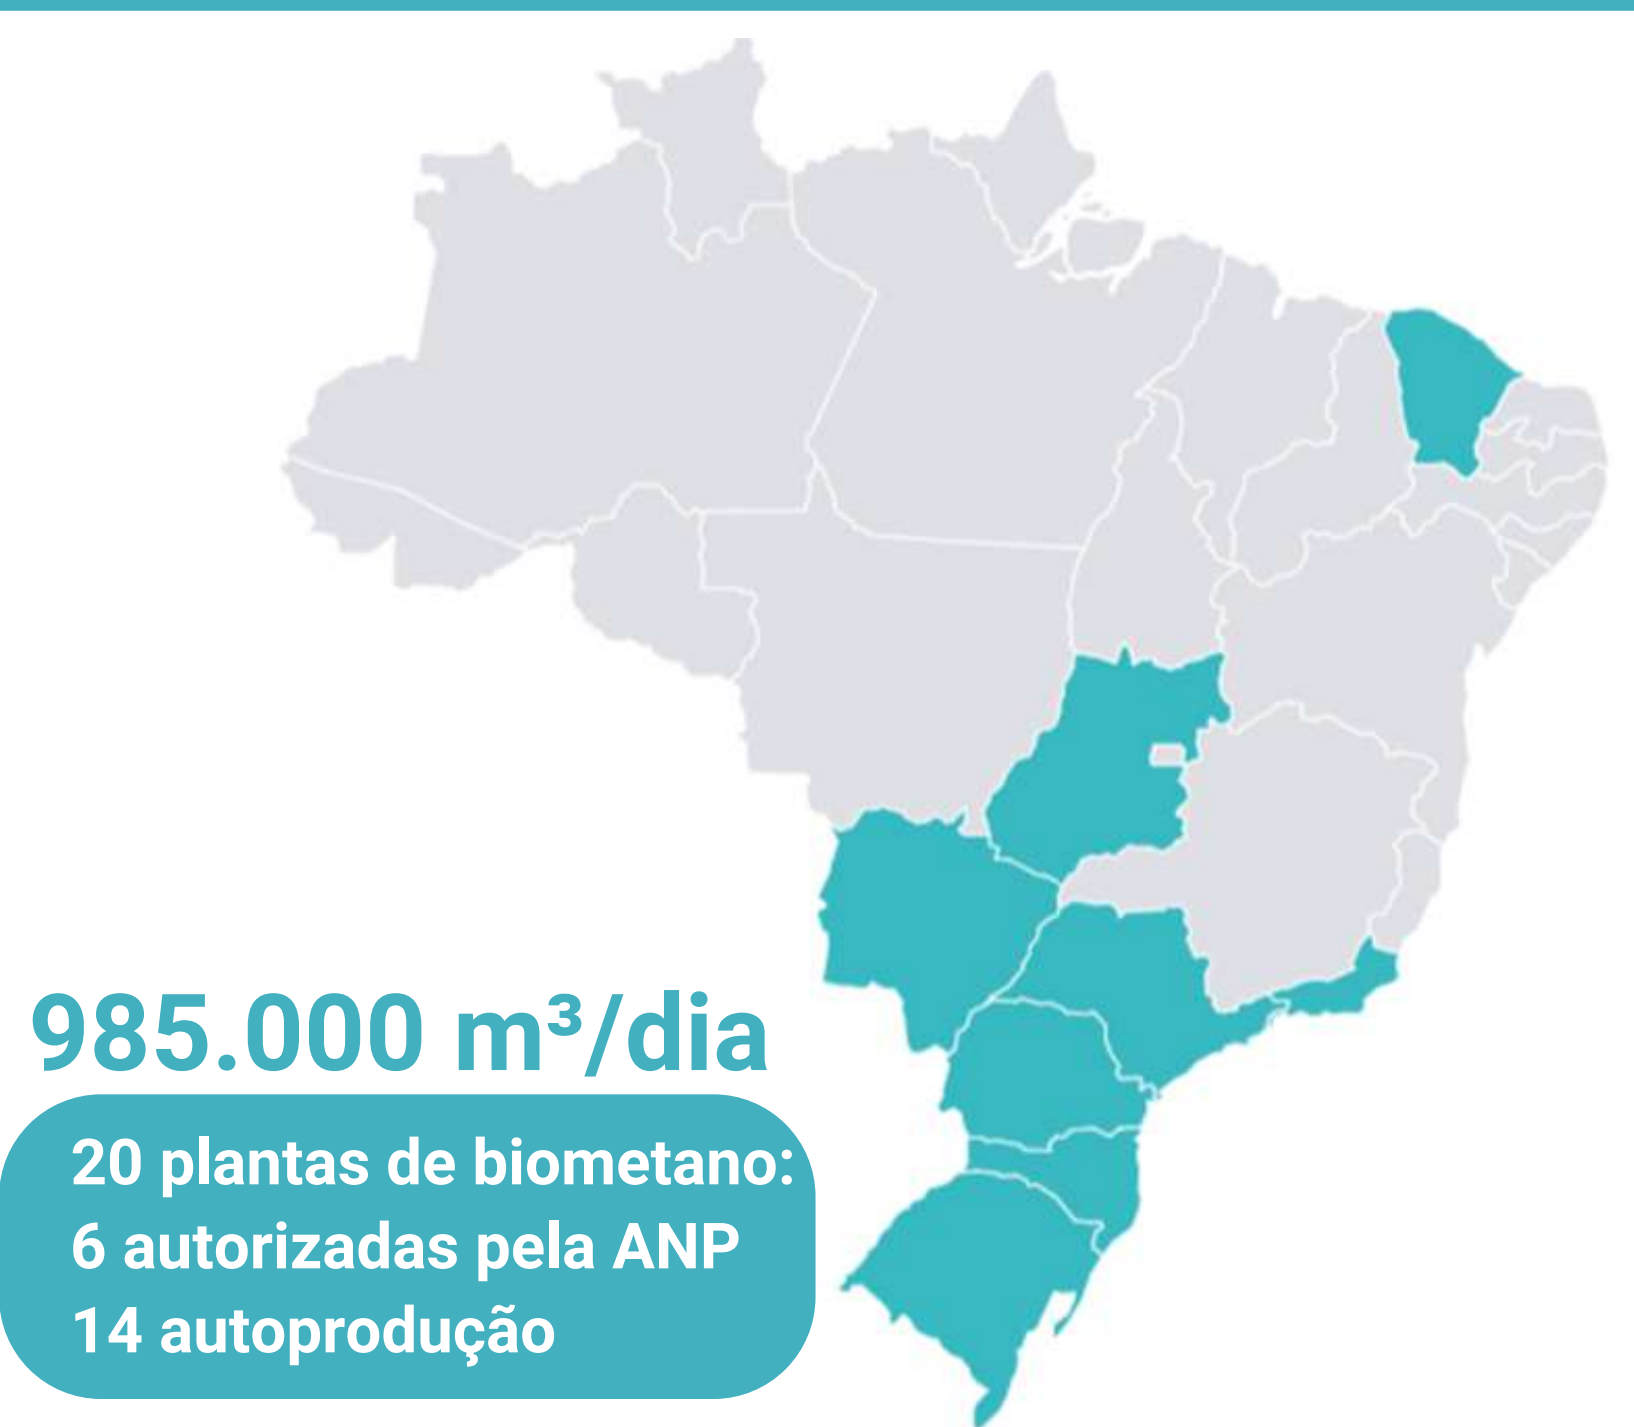 985.000 m³/dia
20 plantas de biometano:
6 autorizadas pela ANP
14 autoprodução